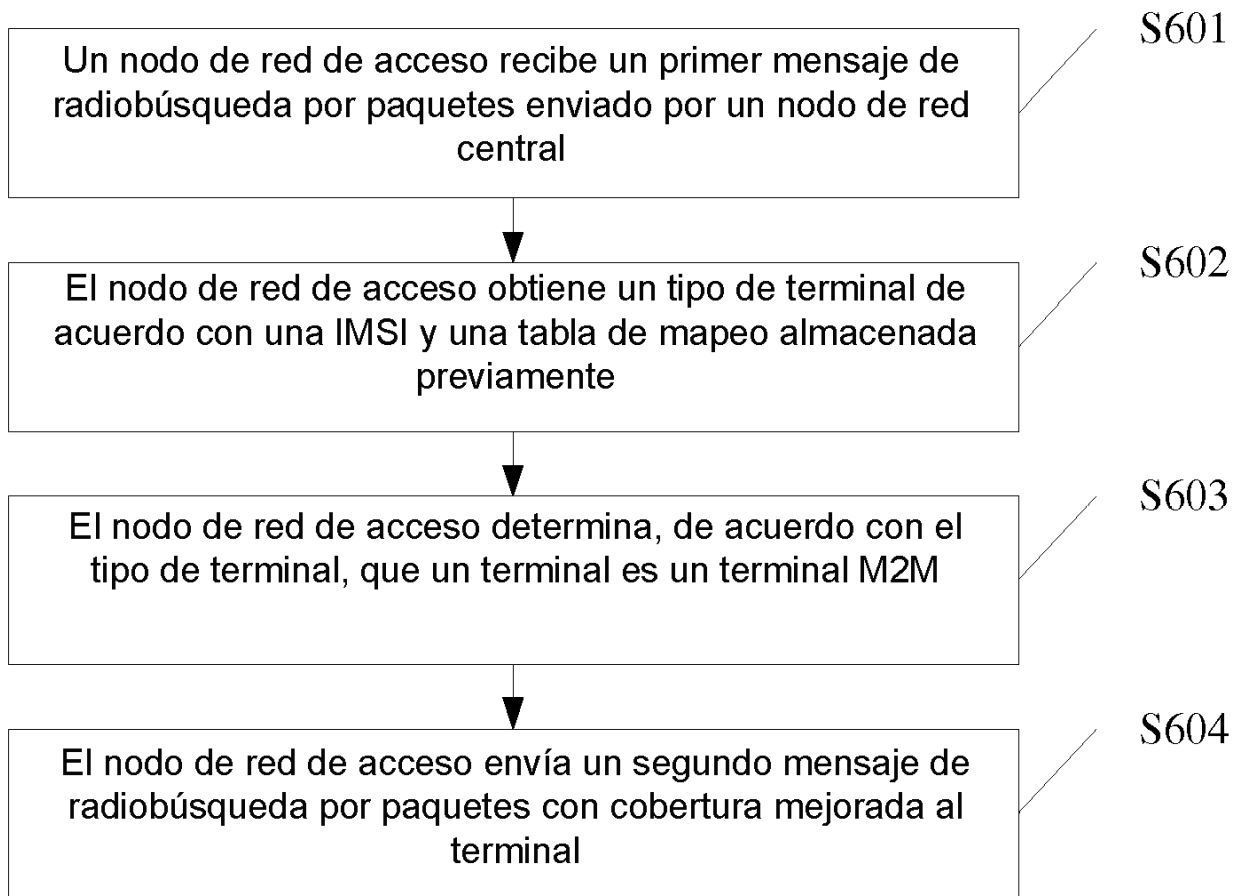 S601
Un nodo de red de acceso recibe un primer mensaje de
radiobúsqueda por paquetes enviado por un nodo de red
central
S602
El nodo de red de acceso obtiene un tipo de terminal de
acuerdo con una IMSI y una tabla de mapeo almacenada
previamente
S603
El nodo de red de acceso determina, de acuerdo con el
tipo de terminal, que un terminal es un terminal M2M
S604
El nodo de red de acceso envía un segundo mensaje de
radiobúsqueda por paquetes con cobertura mejorada al
terminal